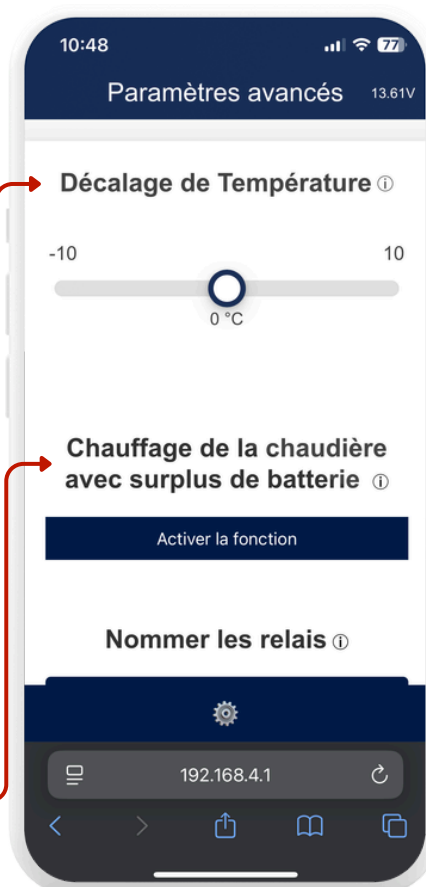 10:48 77
Paramètres avancés 13.61V
Décalage de Température ⓘ
-10 10
0 °C
Chauffage de la chaudière
avec surplus de batterie ⓘ
Activer la fonction
Nommer les relais ⓘ
192.168.4.1